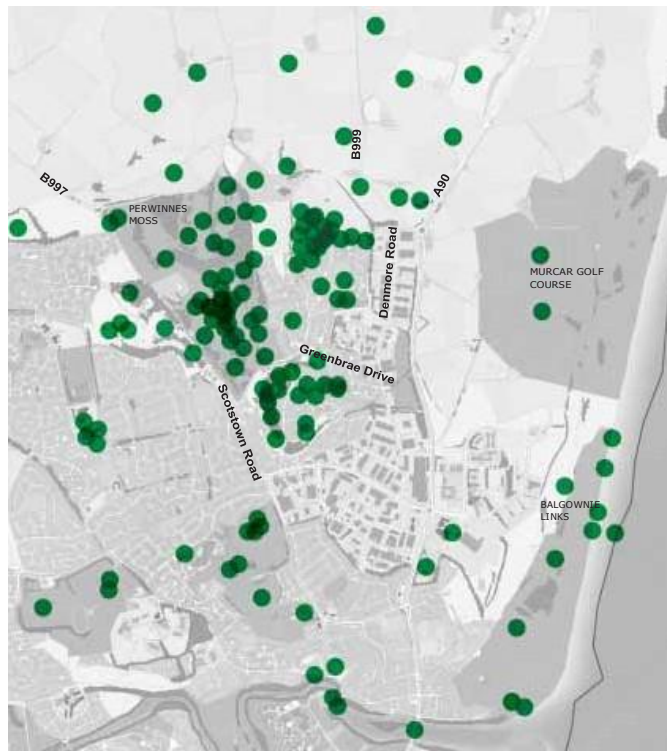 B999
A90
B997
PERWINNES
MOSS
Denmore Road
MURCAR GOLF
COURSE
Greenbrae Drive
Scotstown Road
BALGOWNIE
LINKS